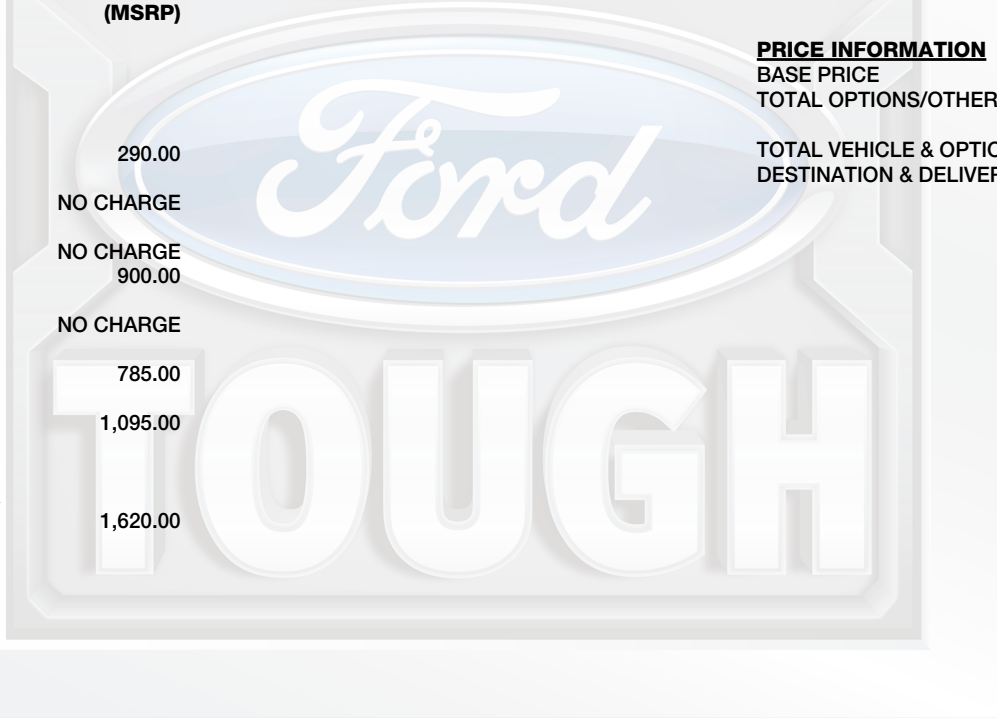 (MSRP)
290.00
NO CHARGE
NO CHARGE
900.00
NO CHARGE
785.00
1,095.00
1,620.00
PRICE INFORMATION
BASE PRICE
TOTAL OPTIONS/OTHER
TOTAL VEHICLE & OPTIO
DESTINATION & DELIVER
Ford
TOUGH